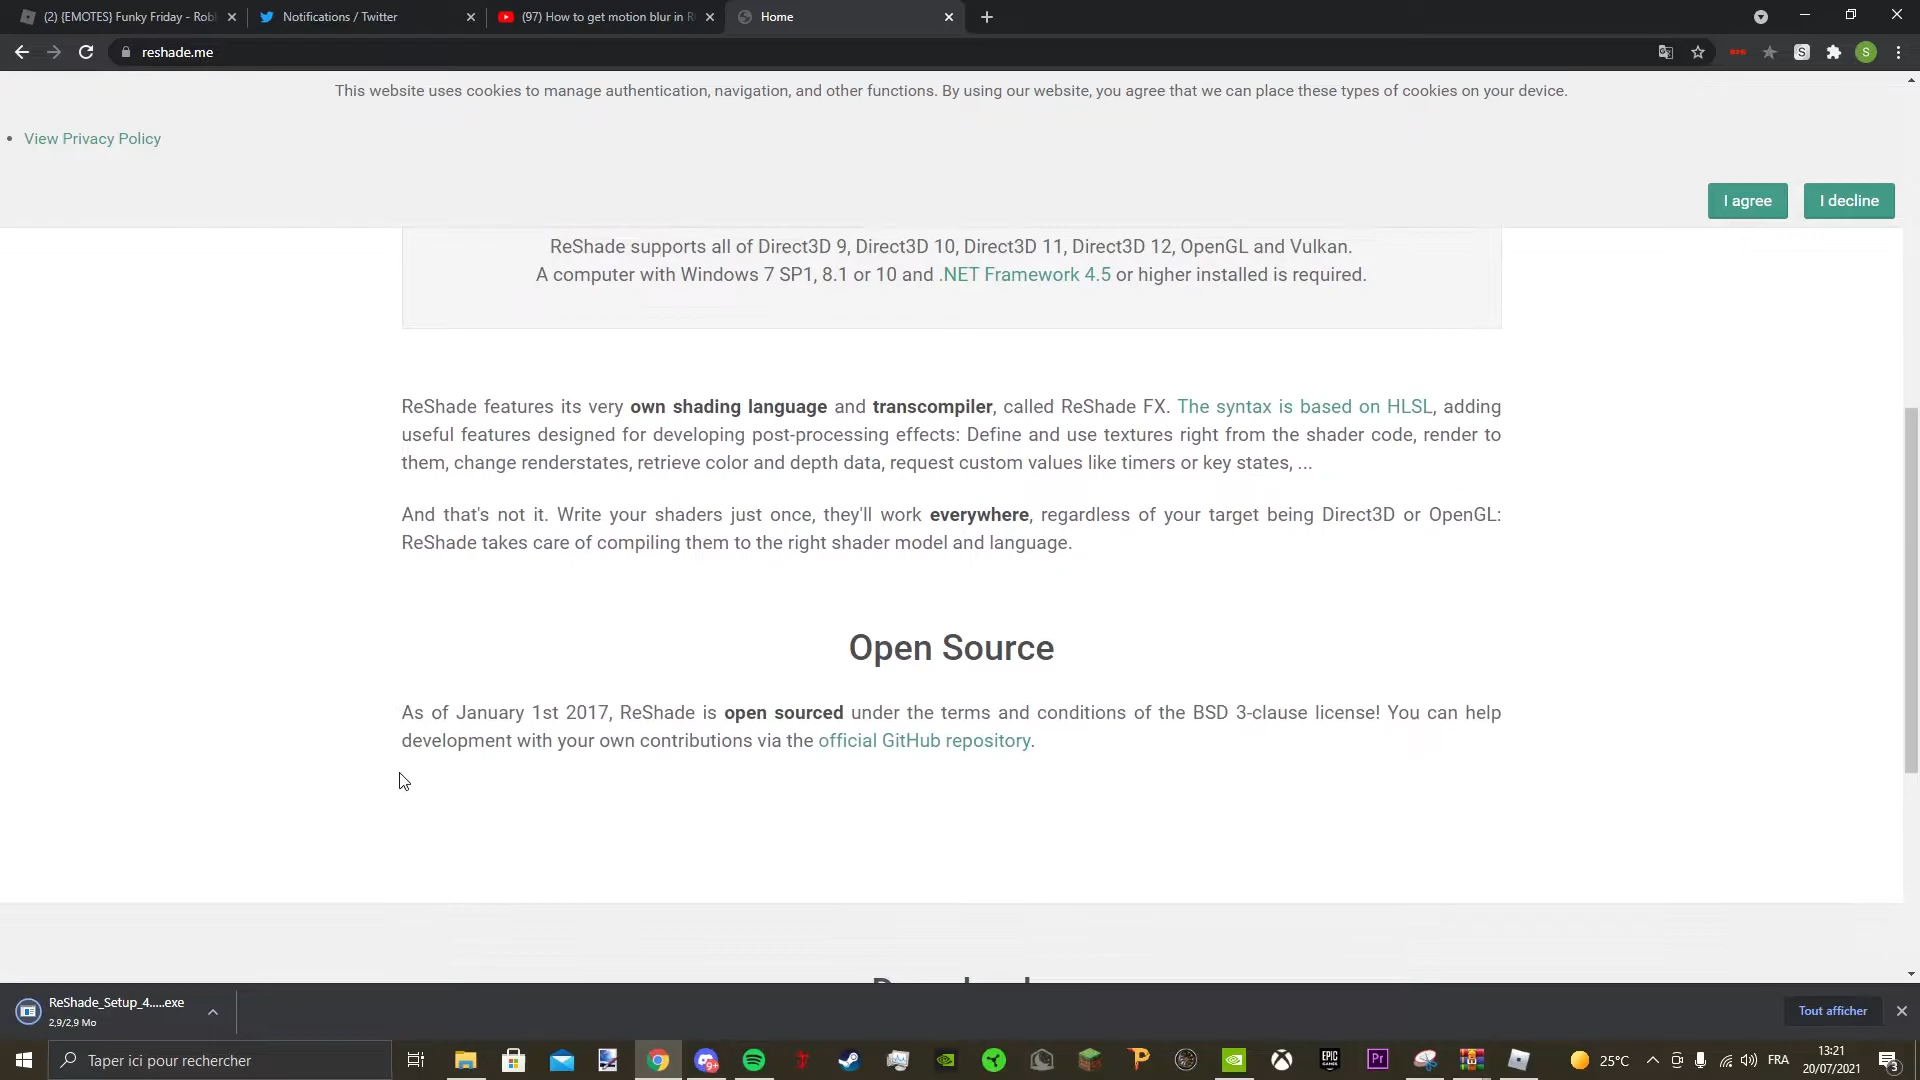 (2) {EMOTES} Funky Friday - Rob
Notifications / Twitter
(97) How to get motion blur in R
Home
reshade.me
S
S
This website uses cookies to manage authentication, navigation, and other functions. By using our website, you agree that we can place these types of cookies on your device.
View Privacy Policy
I agree
I decline
ReShade supports all of Direct3D 9, Direct3D 10, Direct3D 11, Direct3D 12, OpenGL and Vulkan.
A computer with Windows 7 SP1, 8.1 or 10 and .NET Framework 4.5 or higher installed is required.
ReShade features its very own shading language and transcompiler, called ReShade FX. The syntax is based on HLSL, adding
useful features designed for developing post-processing effects: Define and use textures right from the shader code, render to
them, change renderstates, retrieve color and depth data, request custom values like timers or key states, ...
And that's not it. Write your shaders just once, they'll work everywhere, regardless of your target being Direct3D or OpenGL:
ReShade takes care of compiling them to the right shader model and language.
Open Source
As of January 1st 2017, ReShade is open sourced under the terms and conditions of the BSD 3-clause license! You can help
development with your own contributions via the official GitHub repository.
ReShade_Setup_4.....exe
2,9/2,9 Mo
Tout afficher
Taper ici pour rechercher
9+
EPIC
GAMES
Pr
25°C
FRA
13:21
20/07/2021
3